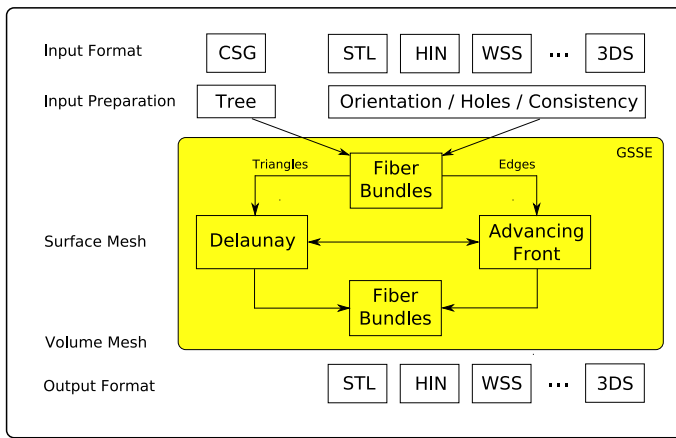 Input Format CSG STL HIN WSS ... 3DS
Input Preparation Tree Orientation / Holes / Consistency
GSSE
Triangles Fiber Bundles Edges
Surface Mesh Delaunay Advancing Front
Fiber Bundles
Volume Mesh
Output Format STL HIN WSS ... 3DS